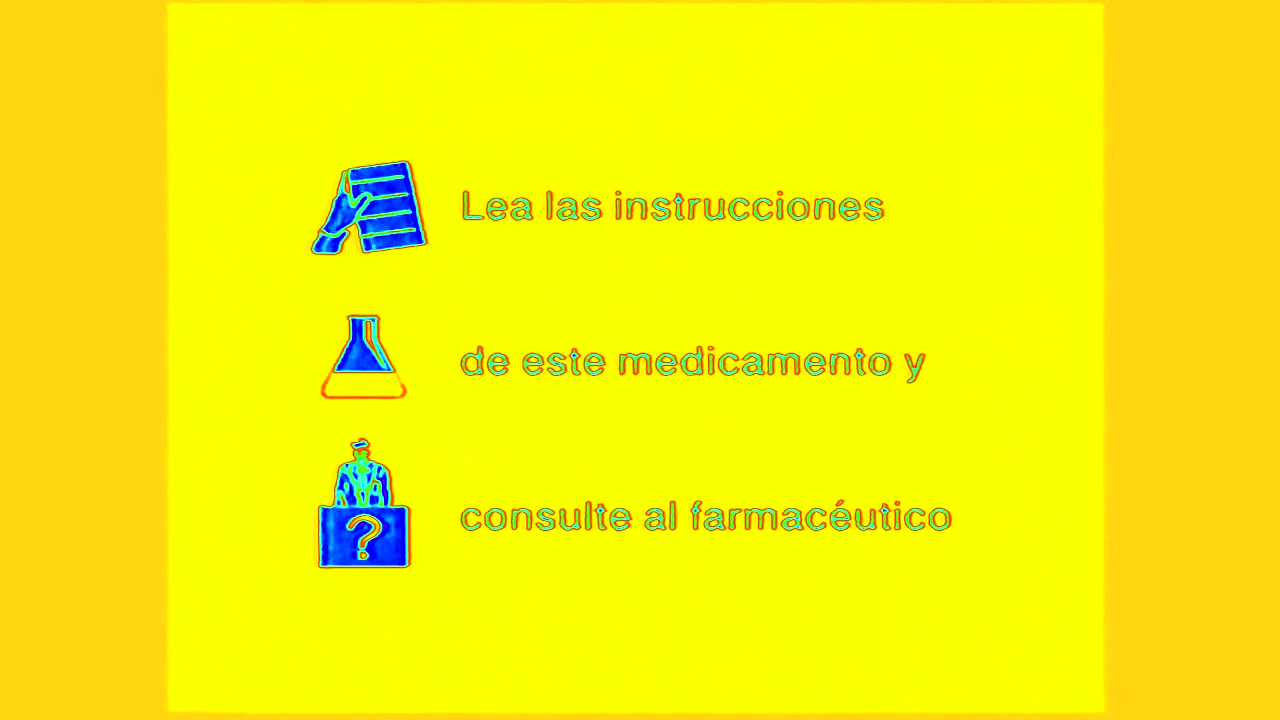 Lea las instrucciones
de este medicamento y
consulte al farmacéutico
?